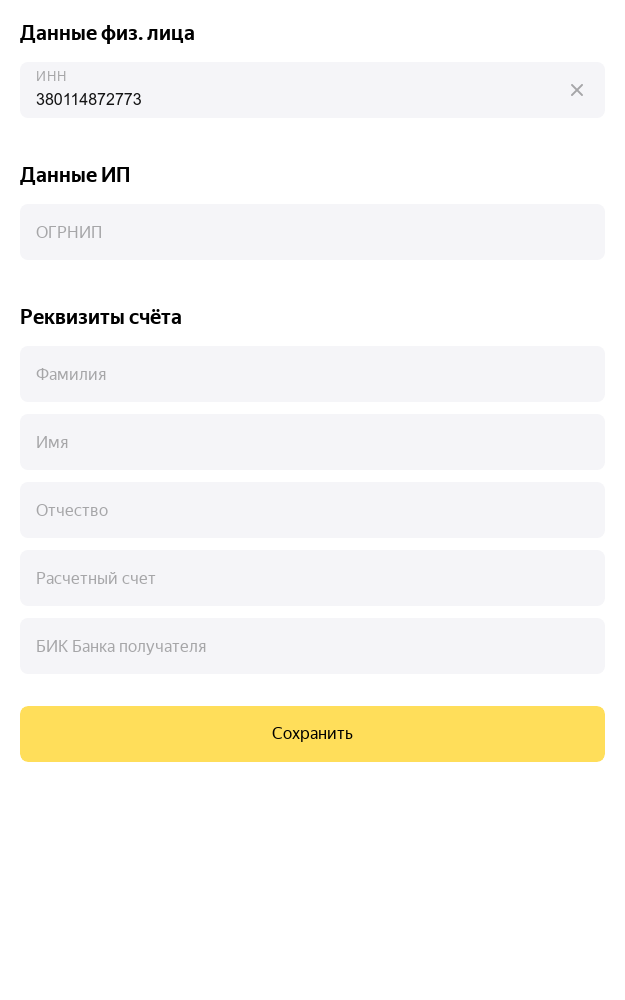 Данные физ. лица
ИНН
380114872773
Данные ИП
ОГРНИП
Реквизиты счёта
Фамилия
Имя
Отчество
Расчетный счет
БИК Банка получателя
Сохранить